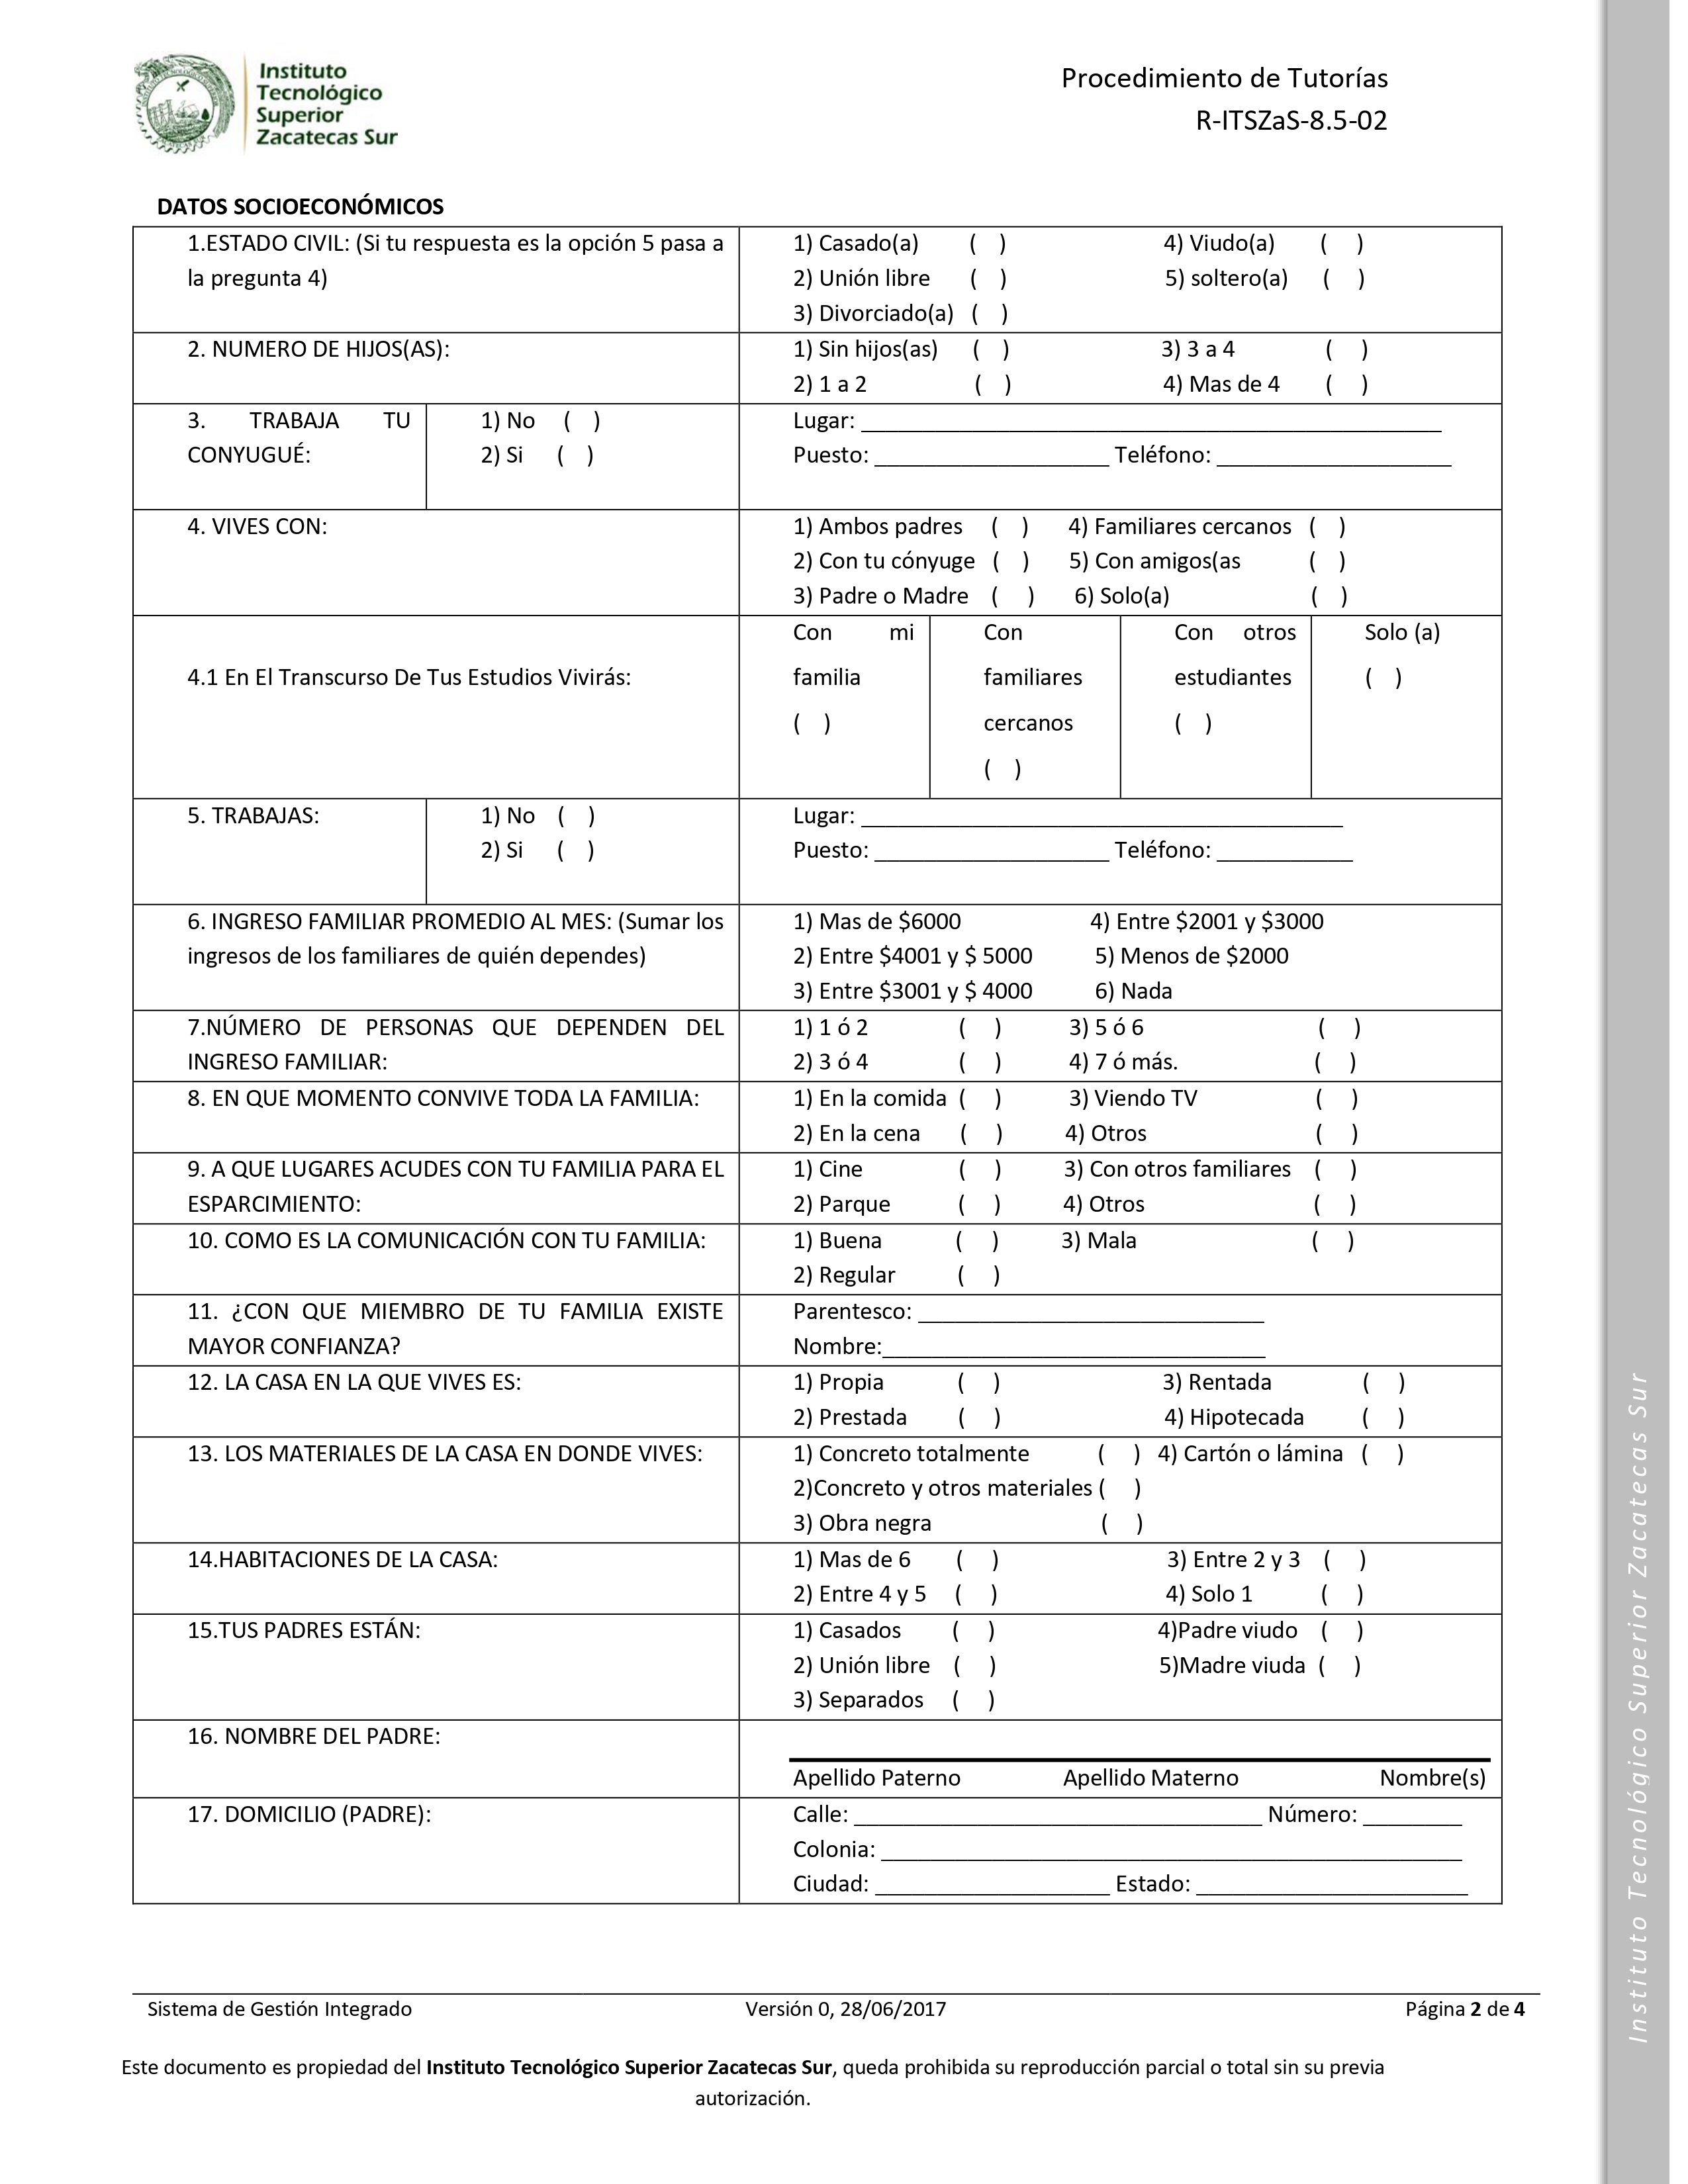 Instituto
Tecnológico
Superior
Zacatecas Sur
Procedimiento de Tutorías
R-ITSZaS-8.5-02
DATOS SOCIOECONÓMICOS
1.ESTADO CIVIL: (Si tu respuesta es la opción 5 pasa a
la pregunta 4)
1) Casado(a) ( ) 4) Viudo(a) ( )
2) Unión libre ( ) 5) soltero(a) ( )
3) Divorciado(a) ( )
2. NUMERO DE HIJOS(AS):
1) Sin hijos(as) ( ) 3) 3 a 4 ( )
2) 1 a 2 ( ) 4) Mas de 4 ( )
3. TRABAJA TU
CONYUGUÉ:
1) No ( )
2) Si ( )
Lugar: _______________________________________________
Puesto: ___________________ Teléfono: ___________________
4. VIVES CON:
1) Ambos padres ( ) 4) Familiares cercanos ( )
2) Con tu cónyuge ( ) 5) Con amigos(as ( )
3) Padre o Madre ( ) 6) Solo(a) ( )
4.1 En El Transcurso De Tus Estudios Vivirás:
Con mi
familia
( )
Con
familiares
cercanos
( )
Con otros
estudiantes
( )
Solo (a)
( )
5. TRABAJAS:
1) No ( )
2) Si ( )
Lugar: _______________________________________
Puesto: ___________________ Teléfono: ___________
6. INGRESO FAMILIAR PROMEDIO AL MES: (Sumar los
ingresos de los familiares de quién dependes)
1) Mas de $6000 4) Entre $2001 y $3000
2) Entre $4001 y $ 5000 5) Menos de $2000
3) Entre $3001 y $ 4000 6) Nada
7.NÚMERO DE PERSONAS QUE DEPENDEN DEL
INGRESO FAMILIAR:
1) 1 ó 2 ( ) 3) 5 ó 6 ( )
2) 3 ó 4 ( ) 4) 7 ó más. ( )
8. EN QUE MOMENTO CONVIVE TODA LA FAMILIA:
1) En la comida ( ) 3) Viendo TV ( )
2) En la cena ( ) 4) Otros ( )
9. A QUE LUGARES ACUDES CON TU FAMILIA PARA EL
ESPARCIMIENTO:
1) Cine ( ) 3) Con otros familiares ( )
2) Parque ( ) 4) Otros ( )
10. COMO ES LA COMUNICACIÓN CON TU FAMILIA:
1) Buena ( ) 3) Mala ( )
2) Regular ( )
11. ¿CON QUE MIEMBRO DE TU FAMILIA EXISTE
MAYOR CONFIANZA?
Parentesco: ____________________________
Nombre:_______________________________
12. LA CASA EN LA QUE VIVES ES:
1) Propia ( ) 3) Rentada ( )
2) Prestada ( ) 4) Hipotecada ( )
13. LOS MATERIALES DE LA CASA EN DONDE VIVES:
1) Concreto totalmente ( ) 4) Cartón o lámina ( )
2)Concreto y otros materiales ( )
3) Obra negra ( )
14.HABITACIONES DE LA CASA:
1) Mas de 6 ( ) 3) Entre 2 y 3 ( )
2) Entre 4 y 5 ( ) 4) Solo 1 ( )
15.TUS PADRES ESTÁN:
1) Casados ( ) 4)Padre viudo ( )
2) Unión libre ( ) 5)Madre viuda ( )
3) Separados ( )
16. NOMBRE DEL PADRE:
Apellido Paterno Apellido Materno Nombre(s)
17. DOMICILIO (PADRE):
Calle: _________________________________ Número: ________
Colonia: _______________________________________________
Ciudad: ___________________ Estado: ______________________
Sistema de Gestión Integrado Versión 0, 28/06/2017 Página 2 de 4
Este documento es propiedad del Instituto Tecnológico Superior Zacatecas Sur, queda prohibida su reproducción parcial o total sin su previa
autorización.
Instituto Tecnológico Superior Zacatecas Sur